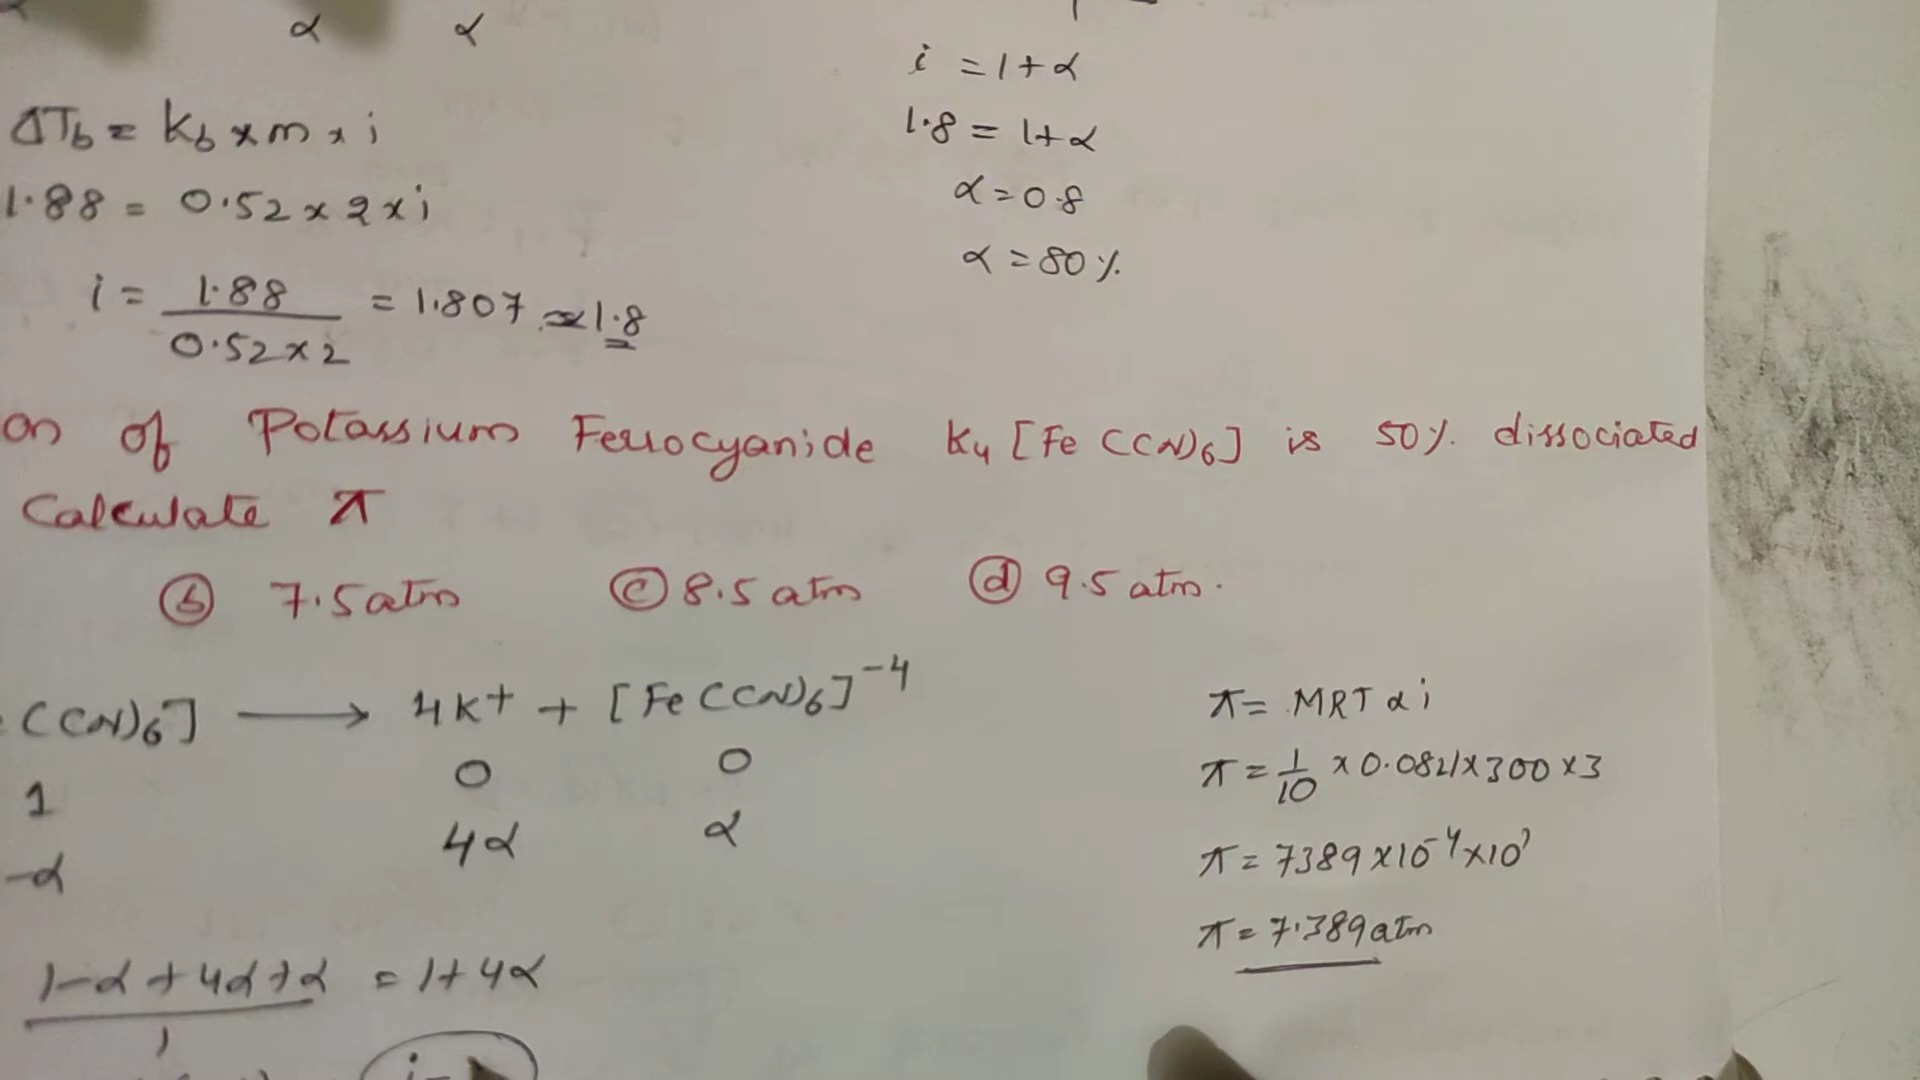 α α
i = 1+α
ΔTb = Kb × m × i
1.8 = 1+α
1.88 = 0.52 × 2 × i
α = 0.8
α = 80%.
i = 1.88 / 0.52×2 = 1.807 ≈ 1.8
on of Potassium Ferrocyanide K4 [Fe(CN)6] is 50%. dissociated
Calculate π
(b) 7.5 atm (c) 8.5 atm (d) 9.5 atm.
(CN)6] ⟶ 4K+ + [Fe(CN)6]^-4
1 0 0
-α 4α α
1-α+4α+α / 1 = 1+4α
i =
π = MRT × i
π = 1/10 × 0.0821 × 300 × 3
π = 7389 × 10^-4 × 10^1
π = 7.389 atm